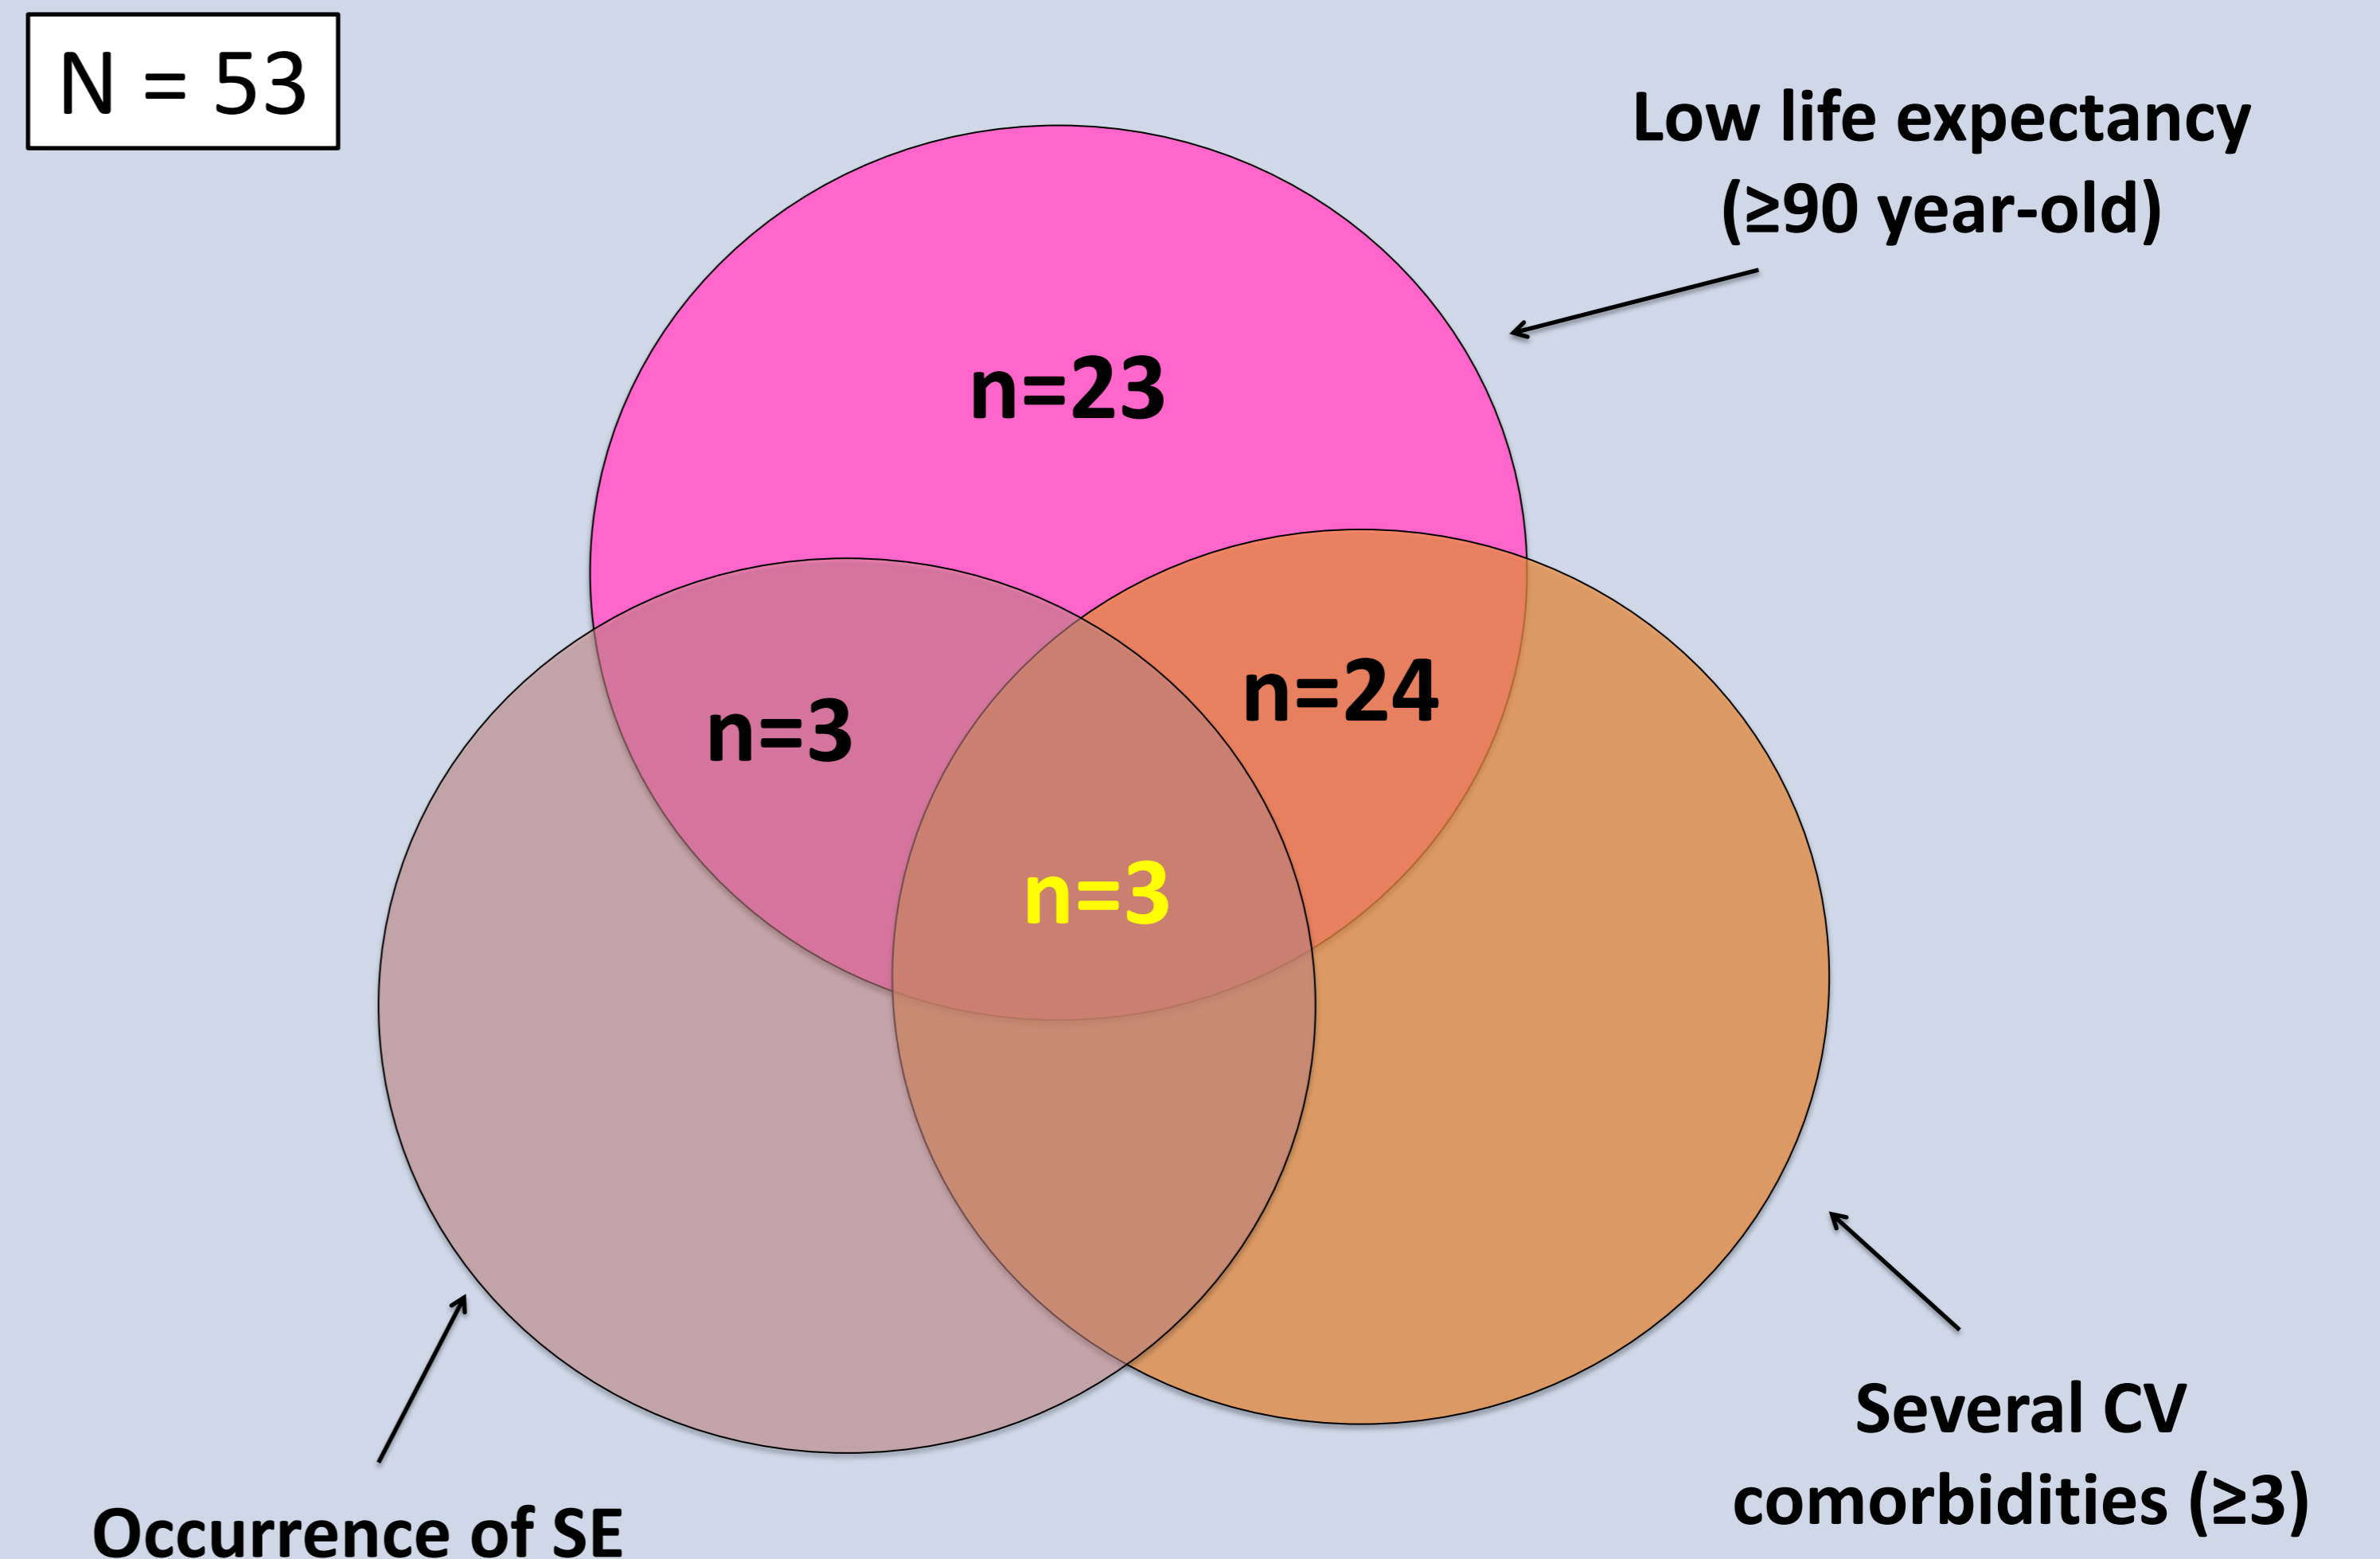 N = 53
Low life expectancy
(≥90 year-old)
n=23
n=24
n=3
n=3
Several CV
comorbidities (≥3)
Occurrence of SE